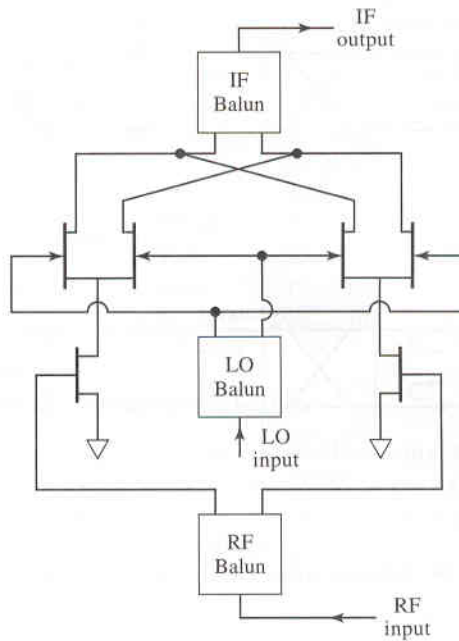 IF
output
IF
Balun
LO
Balun
LO
input
RF
Balun
RF
input